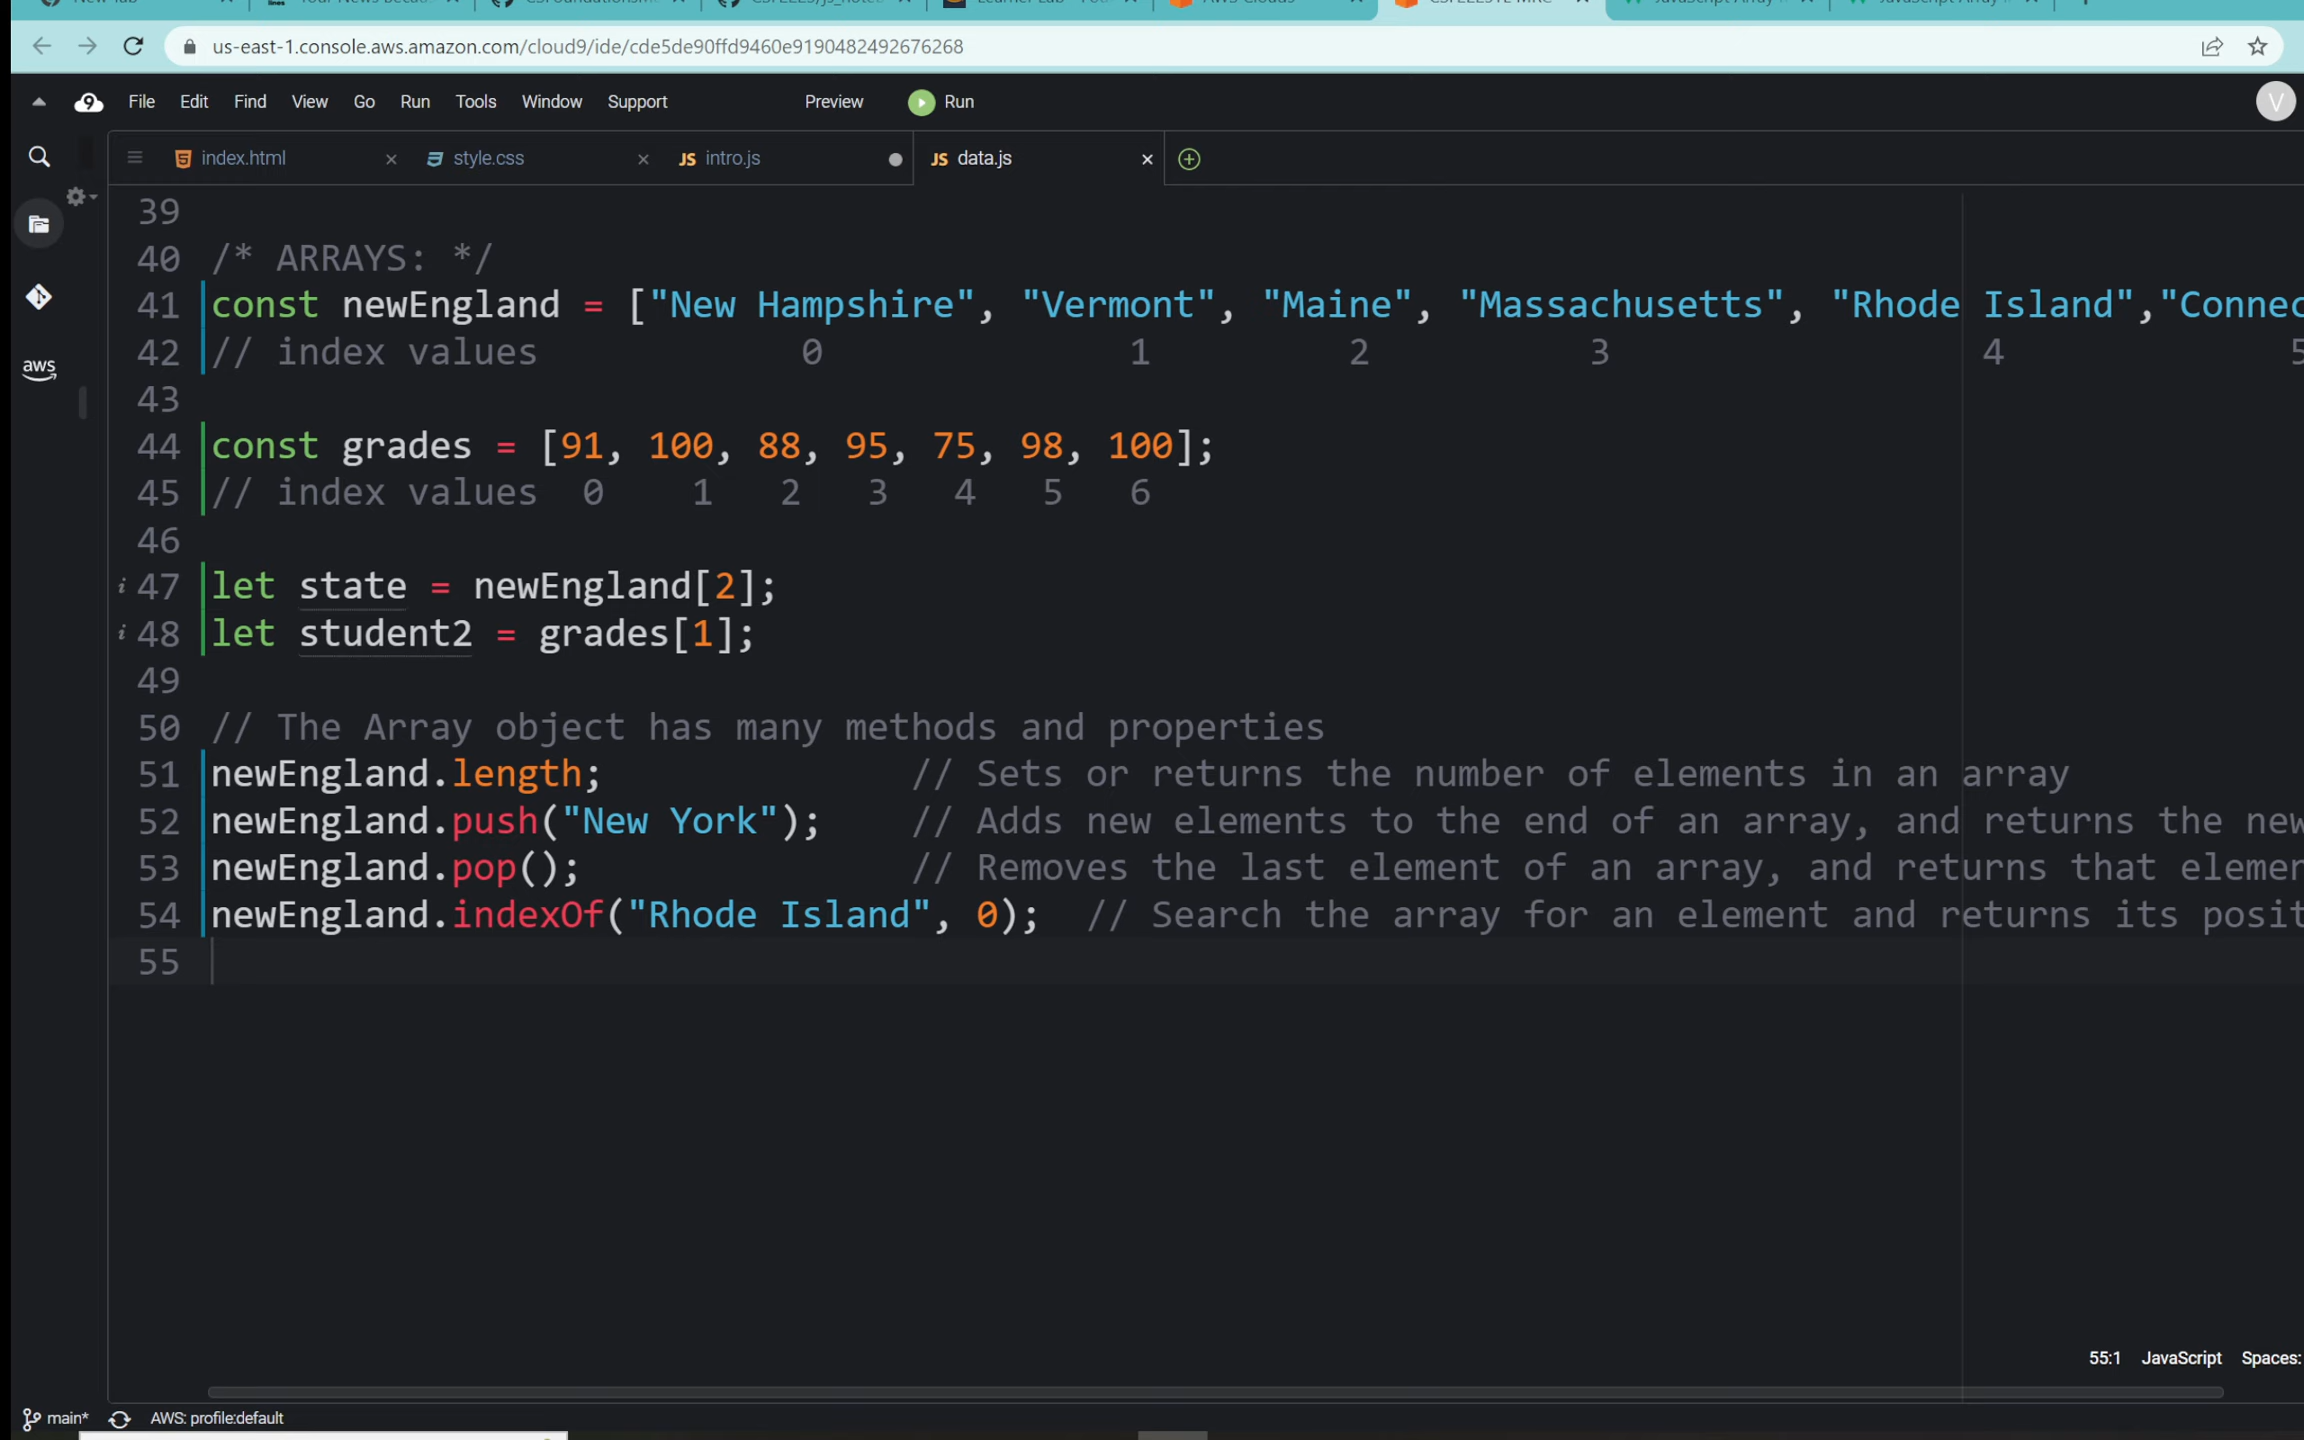 New Tab
us-east-1.console.aws.amazon.com/cloud9/ide/cde5de90ffd9460e9190482492676268
9 File Edit Find View Go Run Tools Window Support Preview Run V
index.html style.css JS intro.js JS data.js
39
40 /* ARRAYS: */
41 const newEngland = ["New Hampshire", "Vermont", "Maine", "Massachusetts", "Rhode Island","Connec
42 // index values 0 1 2 3 4 5
43
44 const grades = [91, 100, 88, 95, 75, 98, 100];
45 // index values 0 1 2 3 4 5 6
46
i 47 let state = newEngland[2];
i 48 let student2 = grades[1];
49
50 // The Array object has many methods and properties
51 newEngland.length; // Sets or returns the number of elements in an array
52 newEngland.push("New York"); // Adds new elements to the end of an array, and returns the new
53 newEngland.pop(); // Removes the last element of an array, and returns that elemen
54 newEngland.indexOf("Rhode Island", 0); // Search the array for an element and returns its posit
55
aws
55:1 JavaScript Spaces:
main* AWS: profile:default